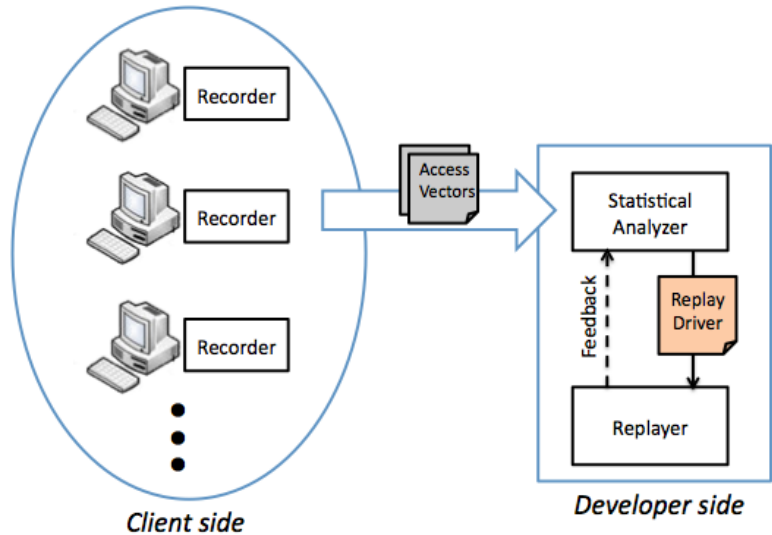 Recorder
Recorder
Recorder
Client side
Access
Vectors
Statistical
Analyzer
Feedback
Replay
Driver
Replayer
Developer side